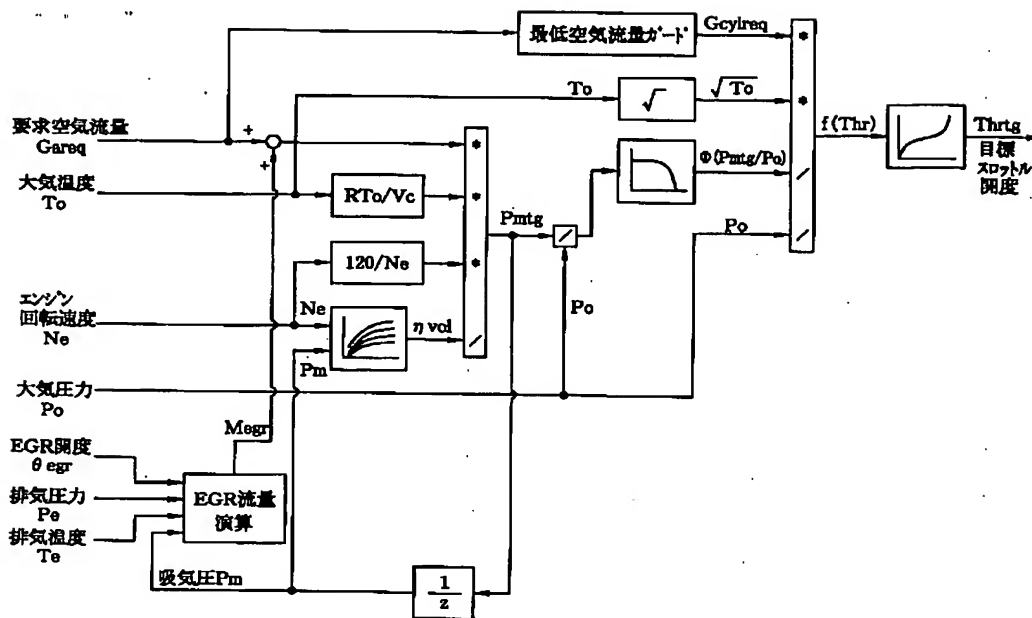 最低空気流量ガード
Gcylreq
*
To
√
√To
*
要求空気流量
Gareq
+
+
*
f(Thr)
Thrtg
目標
スロットル
開度
Φ(Pmtg/Po)
/
大気温度
To
RTo/Vc
*
Pmtg
/
Po
/
120/Ne
*
エンジン
回転速度
Ne
Ne
Pm
η vol
/
Po
大気圧力
Po
Megr
EGR開度
θ egr
排気圧力
Pe
排気温度
Te
EGR流量
演算
吸気圧Pm
1
z